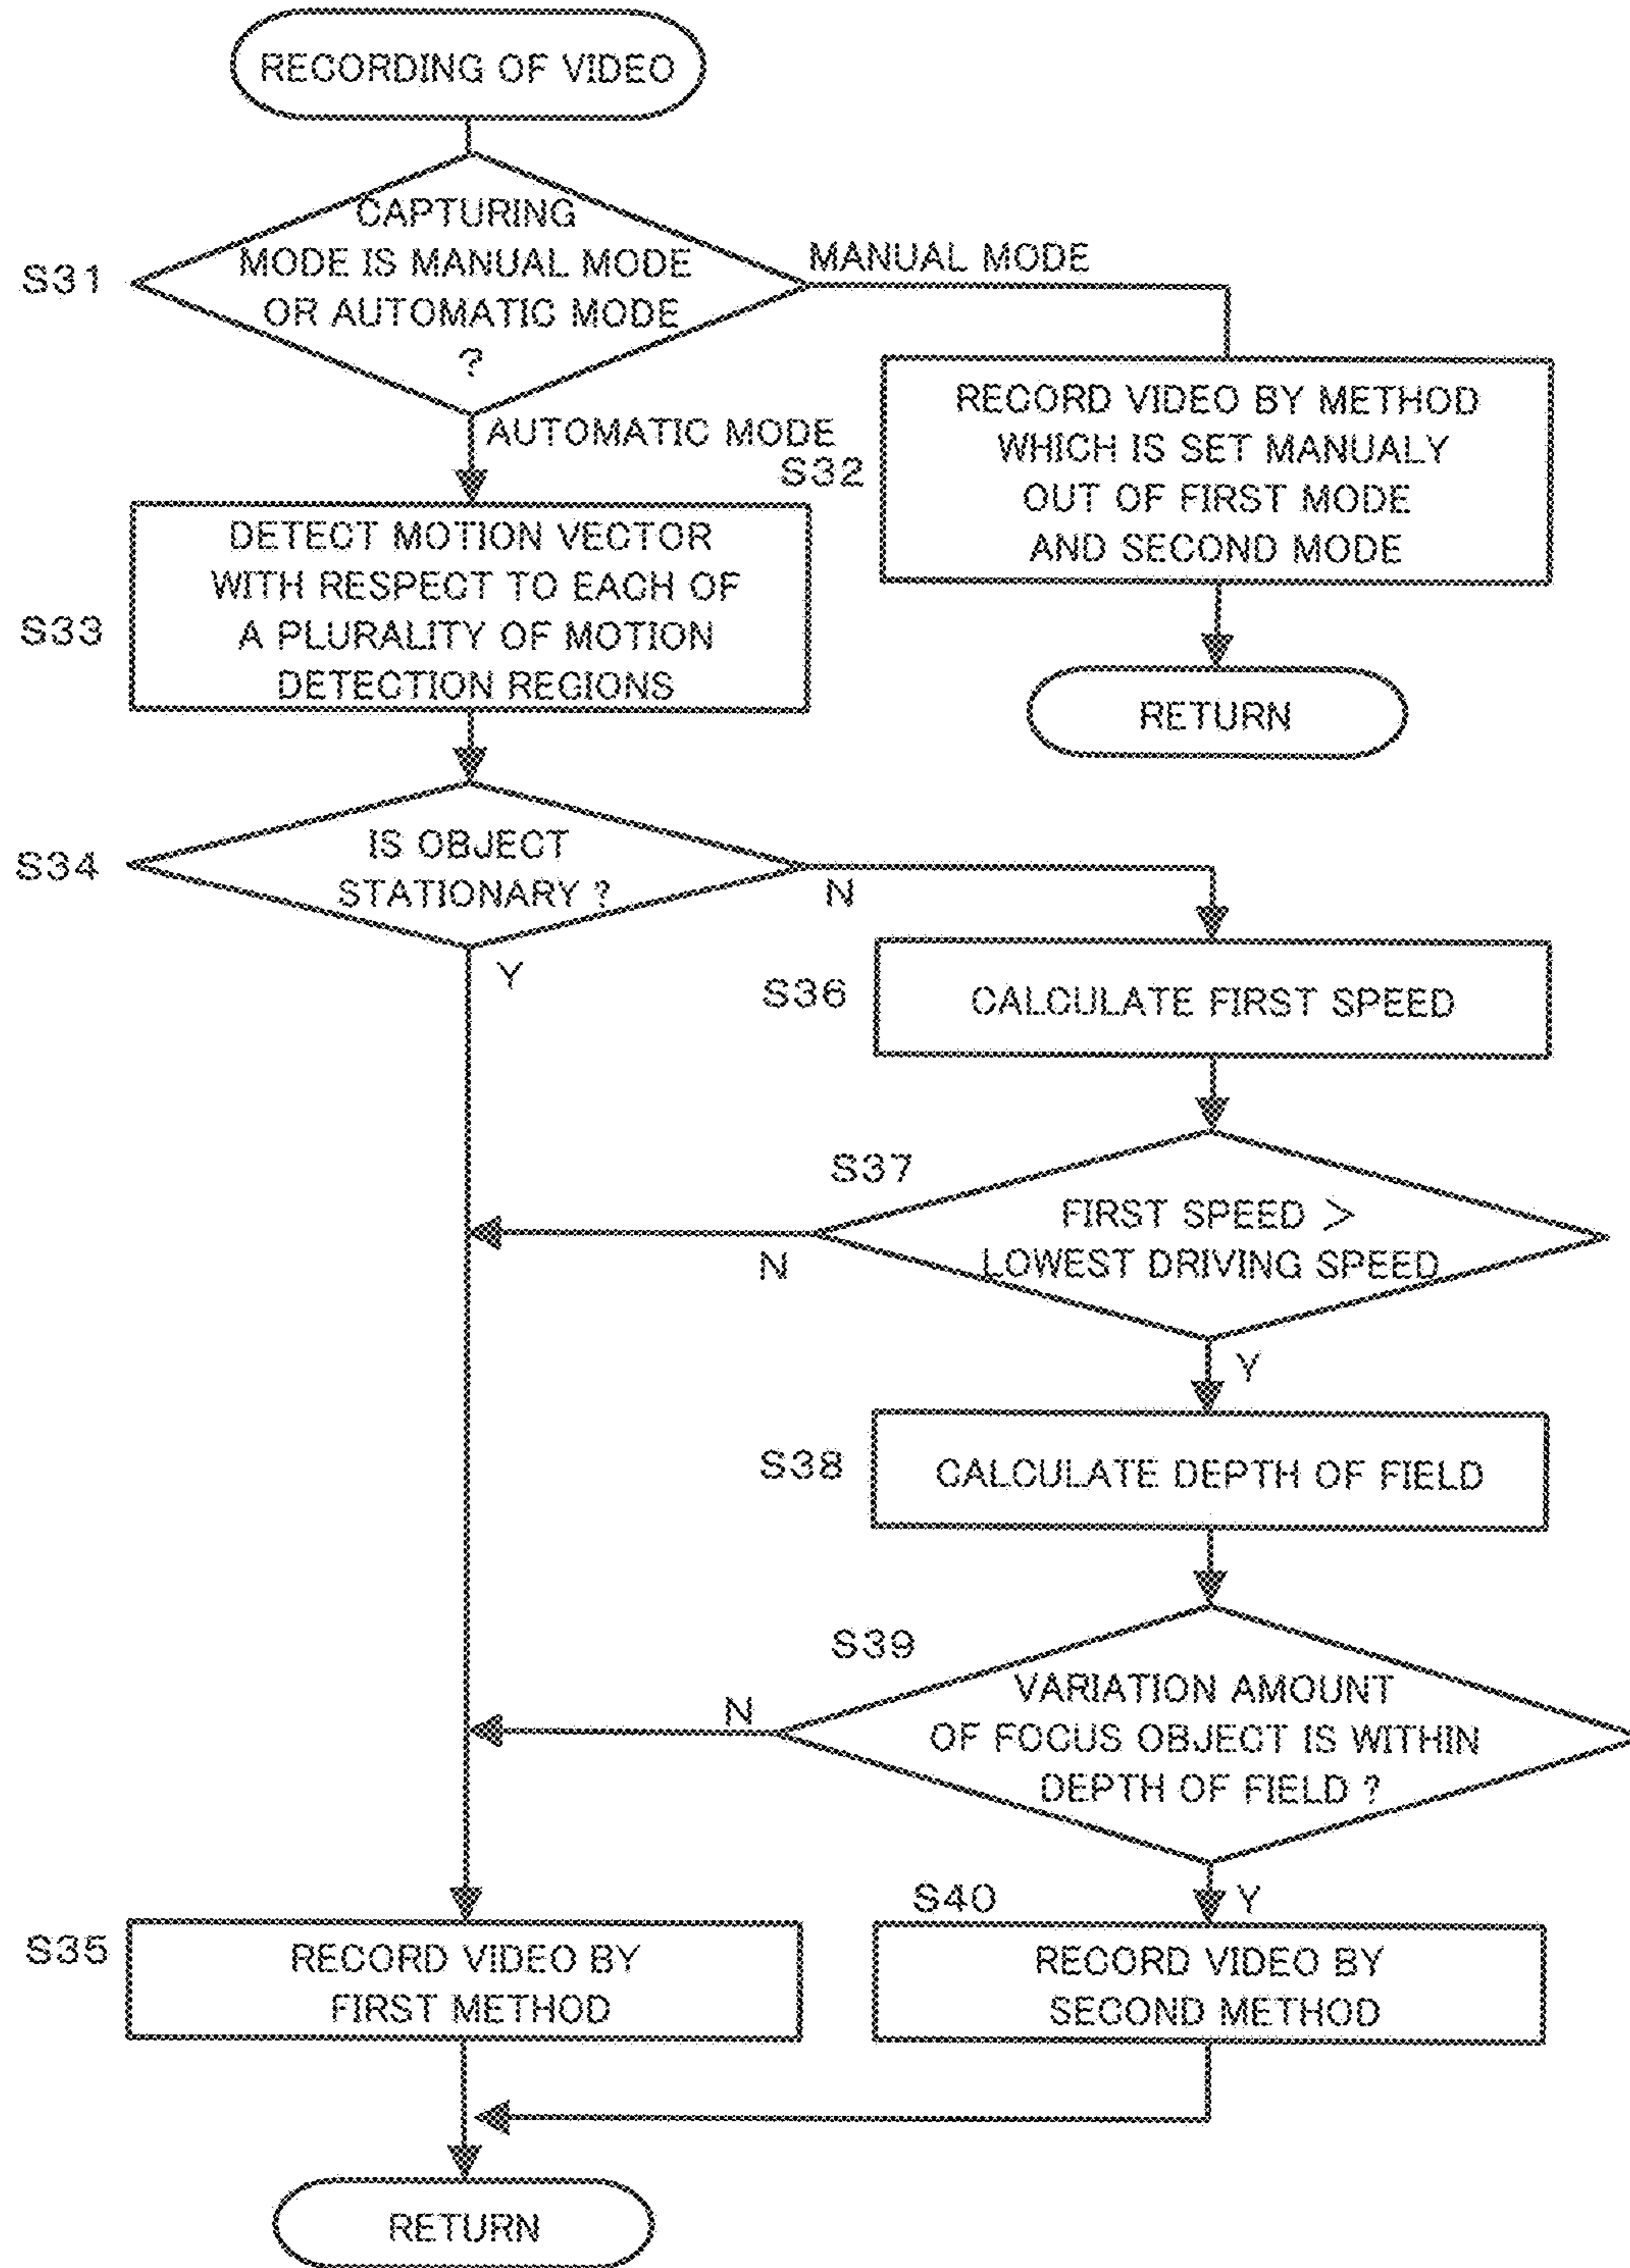 RECORDING OF VIDEO
S31
CAPTURING
MODE IS MANUAL MODE
OR AUTOMATIC MODE
?
MANUAL MODE
AUTOMATIC MODE
S32
RECORD VIDEO BY METHOD
WHICH IS SET MANUALY
OUT OF FIRST MODE
AND SECOND MODE
RETURN
S33
DETECT MOTION VECTOR
WITH RESPECT TO EACH OF
A PLURALITY OF MOTION
DETECTION REGIONS
S34
IS OBJECT
STATIONARY ?
N
Y
S36
CALCULATE FIRST SPEED
S37
FIRST SPEED >
LOWEST DRIVING SPEED
N
Y
S38
CALCULATE DEPTH OF FIELD
S39
VARIATION AMOUNT
OF FOCUS OBJECT IS WITHIN
DEPTH OF FIELD ?
N
Y
S35
RECORD VIDEO BY
FIRST METHOD
S40
RECORD VIDEO BY
SECOND METHOD
RETURN